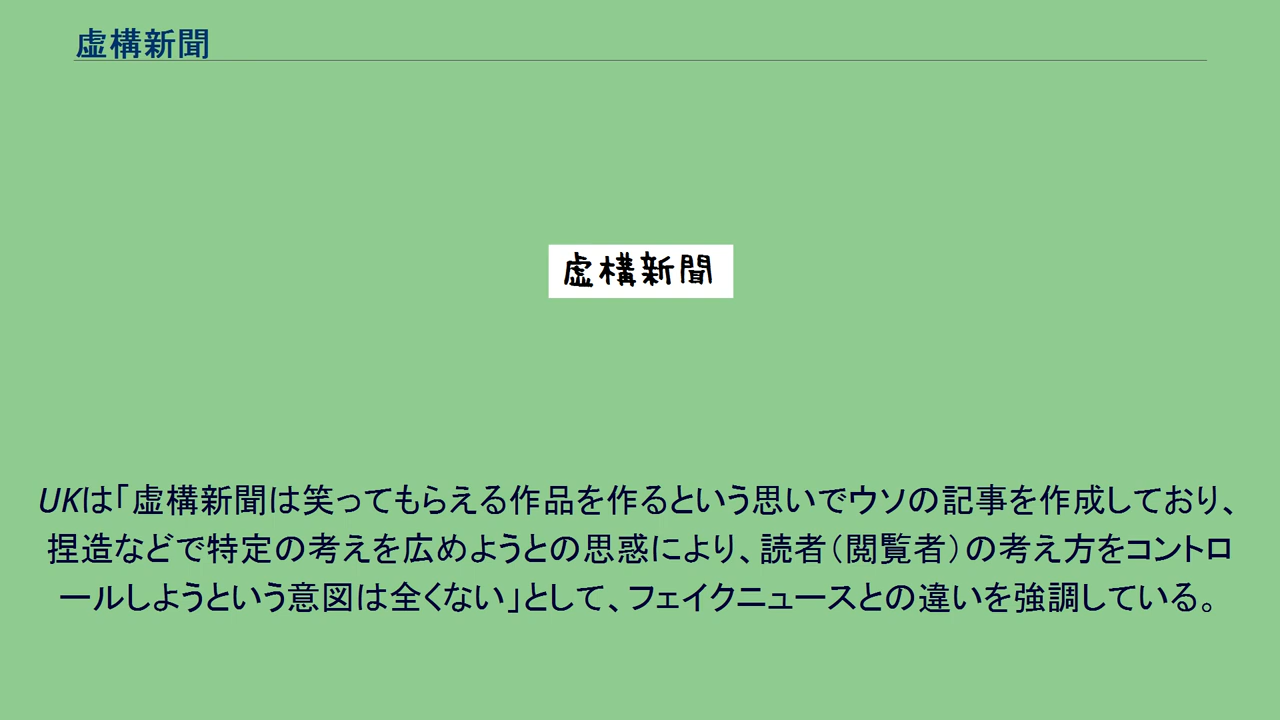 虚構新聞
虚構新聞
UKは「虚構新聞は笑ってもらえる作品を作るという思いでウソの記事を作成しており、
捏造などで特定の考えを広めようとの思惑により、読者（閲覧者）の考え方をコントロ
ールしようという意図は全くない」として、フェイクニュースとの違いを強調している。